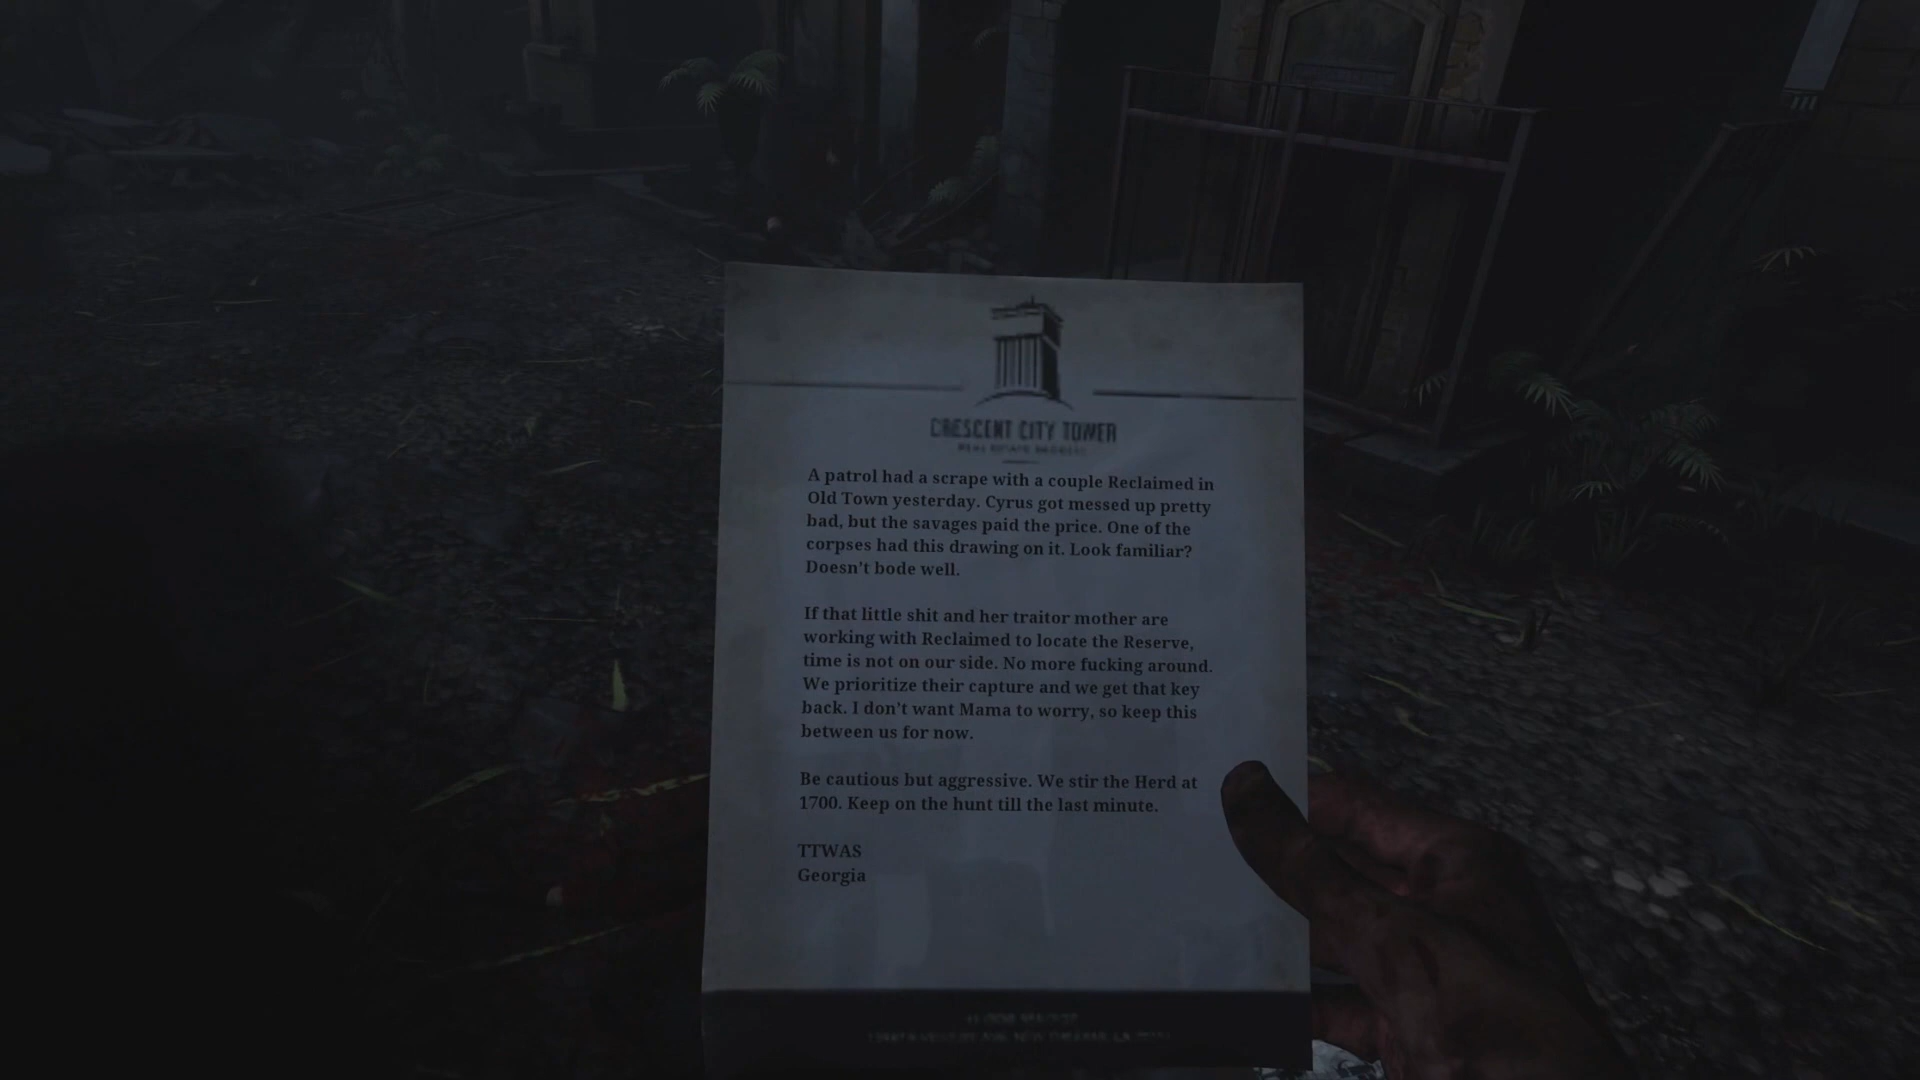 CRESCENT CITY TOWER
A patrol had a scrape with a couple Reclaimed in
Old Town yesterday. Cyrus got messed up pretty
bad, but the savages paid the price. One of the
corpses had this drawing on it. Look familiar?
Doesn't bode well.
If that little shit and her traitor mother are
working with Reclaimed to locate the Reserve,
time is not on our side. No more fucking around.
We prioritize their capture and we get that key
back. I don't want Mama to worry, so keep this
between us for now.
Be cautious but aggressive. We stir the Herd at
1700. Keep on the hunt till the last minute.
TTWAS
Georgia